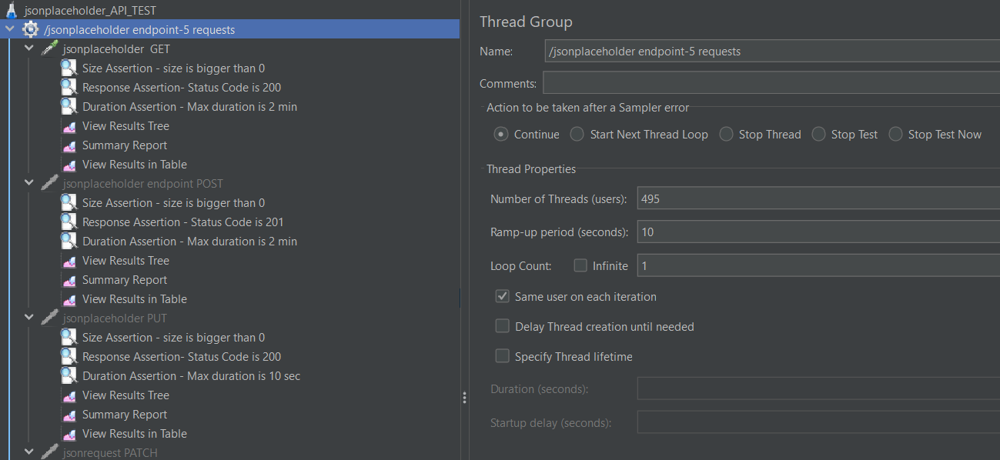 jsonplaceholder_API_TEST
/jsonplaceholder endpoint-5 requests
jsonplaceholder  GET
Size Assertion - size is bigger than 0
Response Assertion- Status Code is 200
Duration Assertion - Max duration is 2 min
View Results Tree
Summary Report
View Results in Table
jsonplaceholder endpoint POST
Size Assertion - size is bigger than 0
Response Assertion - Status Code is 201
Duration Assertion - Max duration is 2 min
View Results Tree
Summary Report
View Results in Table
jsonplaceholder PUT
Size Assertion - size is bigger than 0
Response Assertion- Status Code is 200
Duration Assertion - Max duration is 10 sec
View Results Tree
Summary Report
View Results in Table
jsonrequest PATCH
Thread Group
Name: /jsonplaceholder endpoint-5 requests
Comments:
Action to be taken after a Sampler error
Continue Start Next Thread Loop Stop Thread Stop Test Stop Test Now
Thread Properties
Number of Threads (users): 495
Ramp-up period (seconds): 10
Loop Count: Infinite 1
Same user on each iteration
Delay Thread creation until needed
Specify Thread lifetime
Duration (seconds):
Startup delay (seconds):